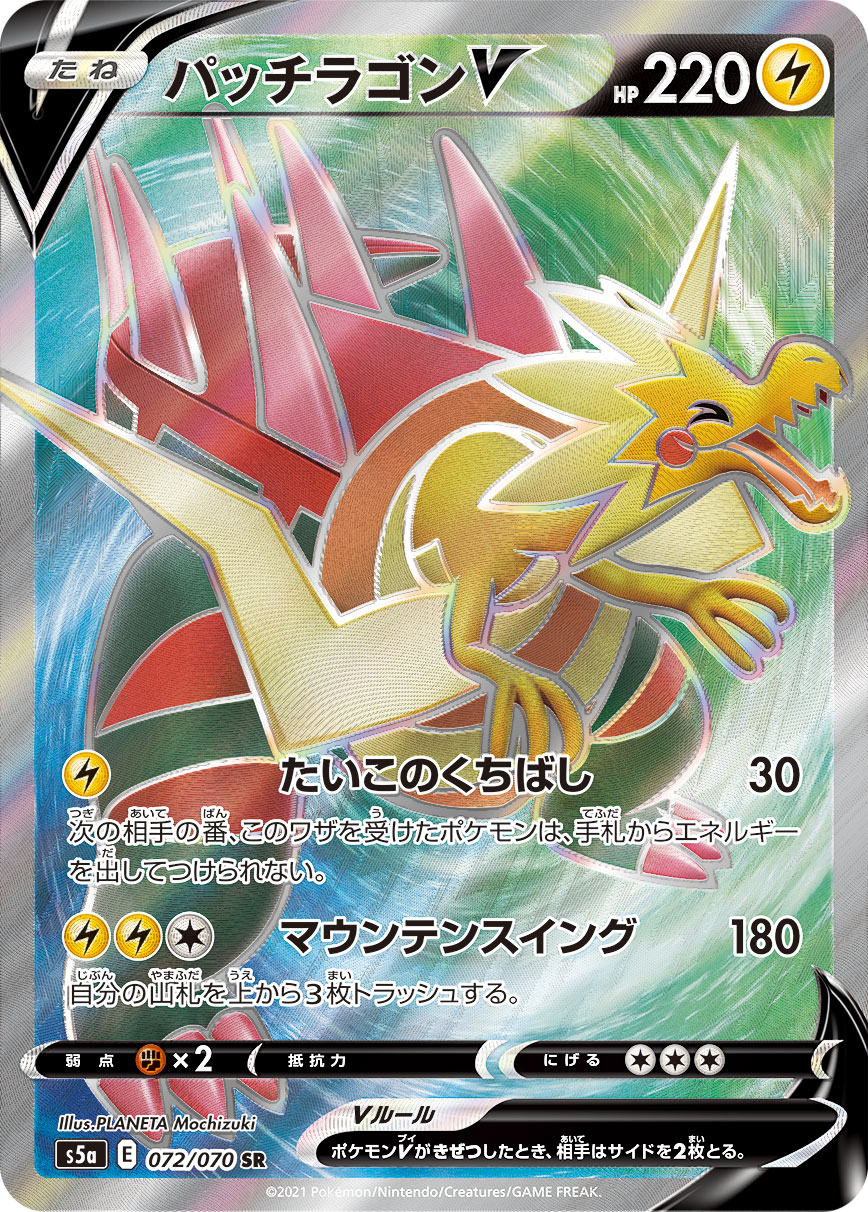 たね パッチラゴンV HP 220
たいこのくちばし 30
次の相手の番、このワザを受けたポケモンは、手札からエネルギー
を出してつけられない。
マウンテンスイング 180
自分の山札を上から3枚トラッシュする。
弱点 ×2 抵抗力 にげる
Illus.PLANETA Mochizuki
Vルール
ポケモンVがきぜつしたとき、相手はサイドを2枚とる。
s5a E 072/070 SR
©2021 Pokémon/Nintendo/Creatures/GAME FREAK.